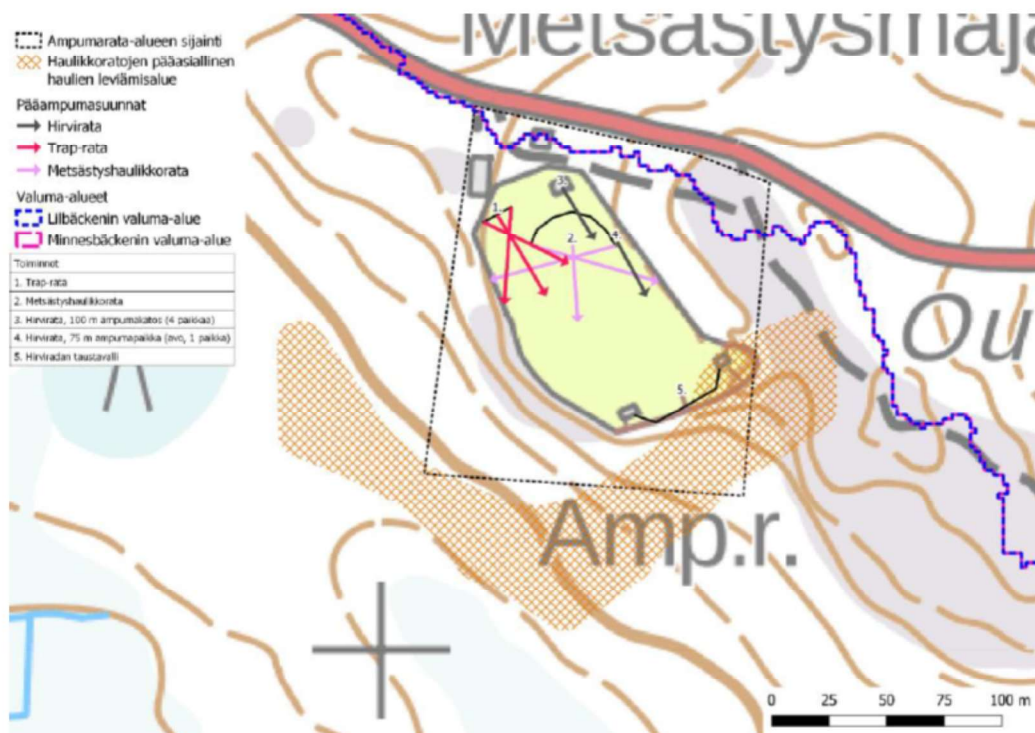 Metsästysmaja
Ampumarata-alueen sijainti
Haulikkoratojen pääasiallinen
haulien leviämisalue
Pääampumasuunnat
Hirvirata
Trap-rata
Metsästyshaulikkorata
Valuma-alueet
Lilbäckenin valuma-alue
Minnesbäckenin valuma-alue
Toiminnot
1. Trap-rata
2. Metsästyshaulikkorata
3. Hirvirata, 100 m ampumakatos (4 paikkaa)
4. Hirvirata, 75 m ampumapaikka (avo, 1 paikka)
5. Hirviradan taustavalli
3.
1.
4.
2.
Ou
5.
Amp.r.
0 25 50 75 100 m